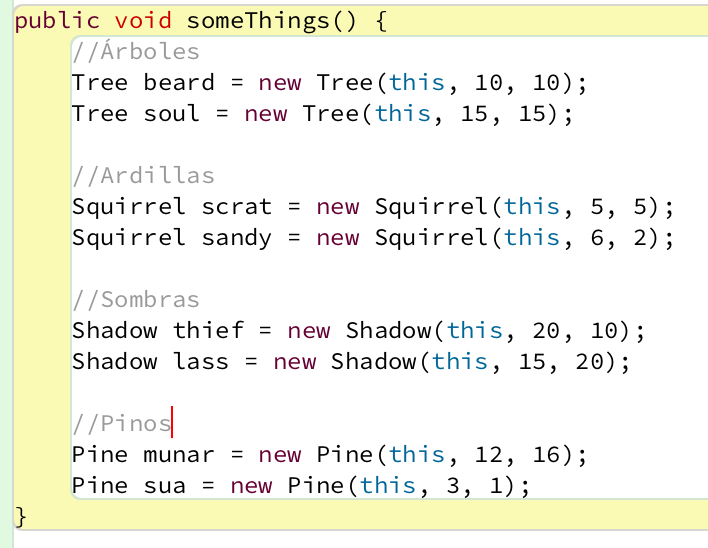 public void someThings() {
//Árboles
Tree beard = new Tree(this, 10, 10);
Tree soul = new Tree(this, 15, 15);
//Ardillas
Squirrel scrat = new Squirrel(this, 5, 5);
Squirrel sandy = new Squirrel(this, 6, 2);
//Sombras
Shadow thief = new Shadow(this, 20, 10);
Shadow lass = new Shadow(this, 15, 20);
//Pinos
Pine munar = new Pine(this, 12, 16);
Pine sua = new Pine(this, 3, 1);
}